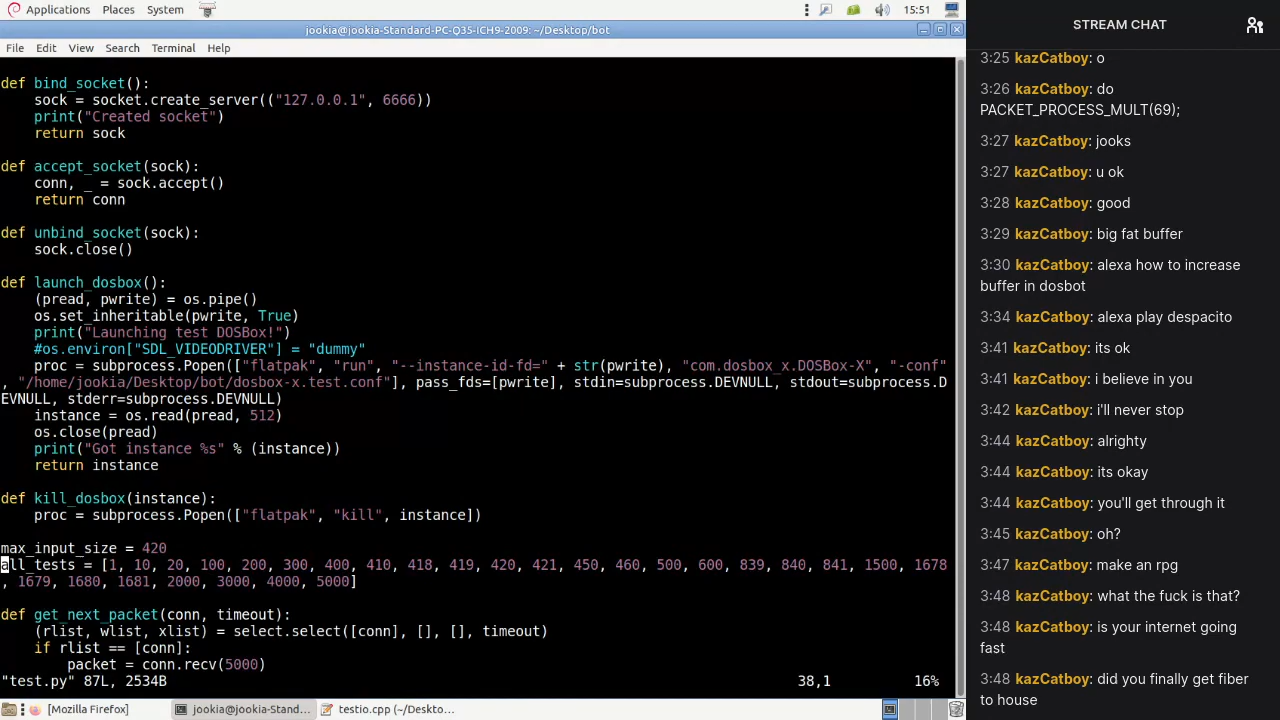 Applications Places System 15:51
jookia@jookia-Standard-PC-Q35-ICH9-2009: ~/Desktop/bot
File Edit View Search Terminal Help
def bind_socket():
    sock = socket.create_server(("127.0.0.1", 6666))
    print("Created socket")
    return sock
def accept_socket(sock):
    conn, _ = sock.accept()
    return conn
def unbind_socket(sock):
    sock.close()
def launch_dosbox():
    (pread, pwrite) = os.pipe()
    os.set_inheritable(pwrite, True)
    print("Launching test DOSBox!")
    #os.environ["SDL_VIDEODRIVER"] = "dummy"
    proc = subprocess.Popen(["flatpak", "run", "--instance-id-fd=" + str(pwrite), "com.dosbox_x.DOSBox-X", "-conf"
, "/home/jookia/Desktop/bot/dosbox-x.test.conf"], pass_fds=[pwrite], stdin=subprocess.DEVNULL, stdout=subprocess.D
EVNULL, stderr=subprocess.DEVNULL)
    instance = os.read(pread, 512)
    os.close(pread)
    print("Got instance %s" % (instance))
    return instance
def kill_dosbox(instance):
    proc = subprocess.Popen(["flatpak", "kill", instance])
max_input_size = 420
all_tests = [1, 10, 20, 100, 200, 300, 400, 410, 418, 419, 420, 421, 450, 460, 500, 600, 839, 840, 841, 1500, 1678
, 1679, 1680, 1681, 2000, 3000, 4000, 5000]
def get_next_packet(conn, timeout):
    (rlist, wlist, xlist) = select.select([conn], [], [], timeout)
    if rlist == [conn]:
        packet = conn.recv(5000)
"test.py" 87L, 2534B 38,1 16%
[Mozilla Firefox] jookia@jookia-Stand... testio.cpp (~/Deskto...
STREAM CHAT
3:25 kazCatboy: o
3:26 kazCatboy: do
PACKET_PROCESS_MULT(69);
3:27 kazCatboy: jooks
3:27 kazCatboy: u ok
3:28 kazCatboy: good
3:29 kazCatboy: big fat buffer
3:30 kazCatboy: alexa how to increase
buffer in dosbot
3:34 kazCatboy: alexa play despacito
3:41 kazCatboy: its ok
3:41 kazCatboy: i believe in you
3:42 kazCatboy: i'll never stop
3:44 kazCatboy: alrighty
3:44 kazCatboy: its okay
3:44 kazCatboy: you'll get through it
3:45 kazCatboy: oh?
3:47 kazCatboy: make an rpg
3:48 kazCatboy: what the fuck is that?
3:48 kazCatboy: is your internet going
fast
3:48 kazCatboy: did you finally get fiber
to house